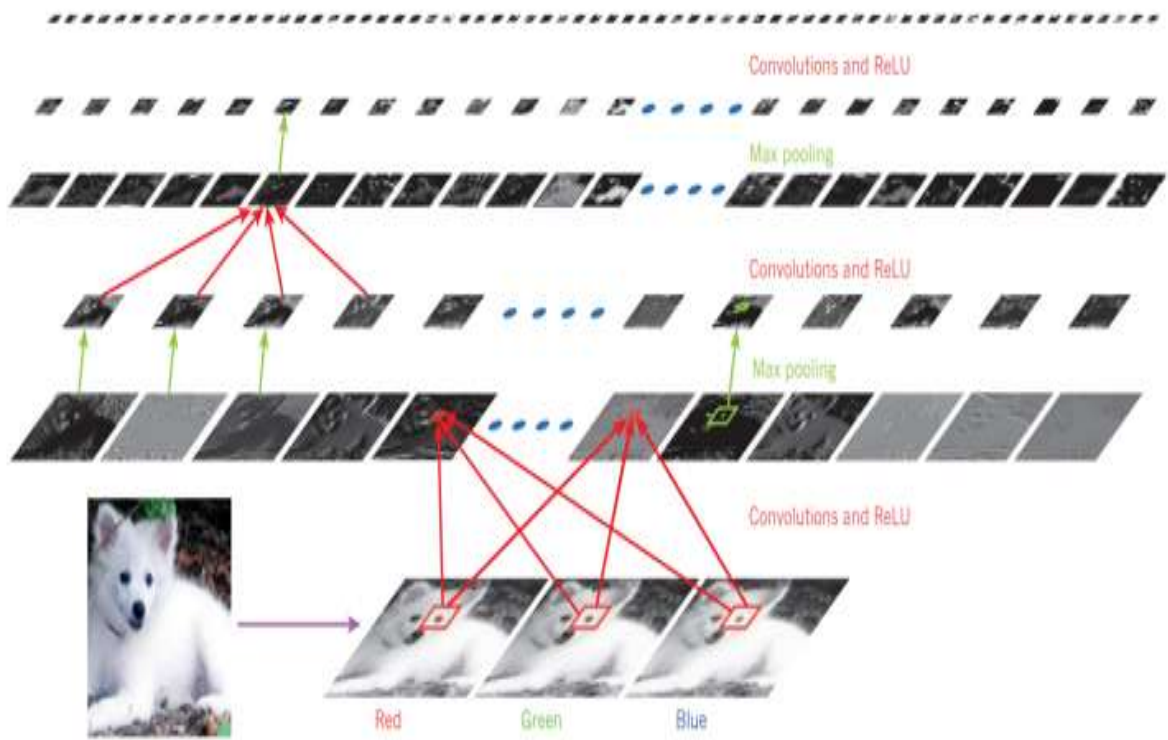 Convolutions and ReLU
Max pooling
Convolutions and ReLU
Max pooling
Convolutions and ReLU
Red
Green
Blue